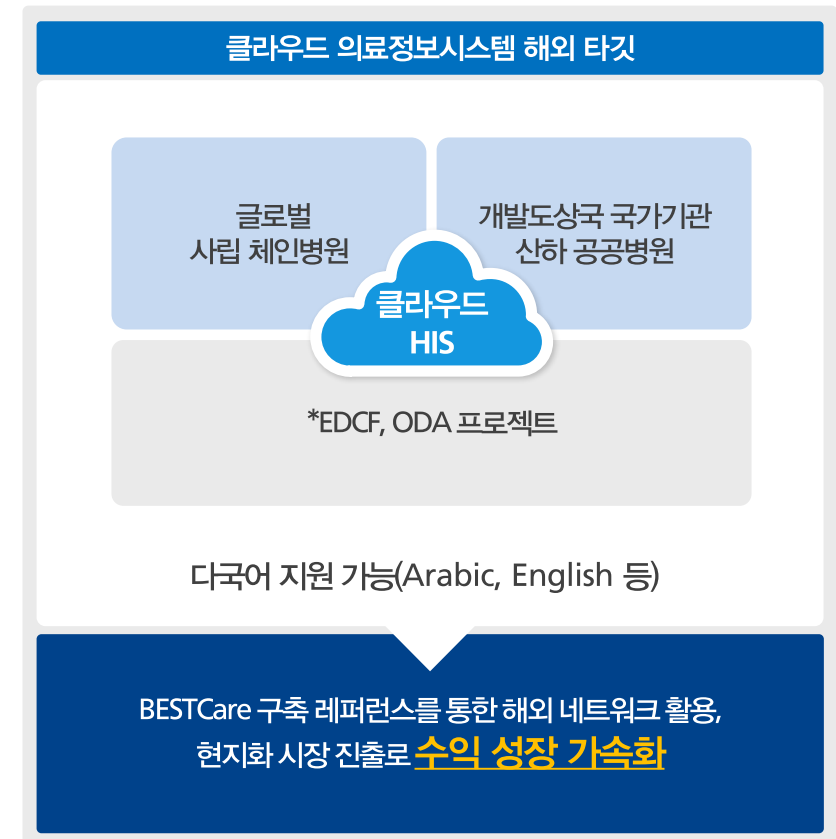 클라우드 의료정보시스템 해외 타깃
글로벌
사립 체인병원
개발도상국 국가기관
산하 공공병원
클라우드
HIS
*EDCF, ODA 프로젝트
다국어 지원 가능(Arabic, English 등)
BESTCare 구축 레퍼런스를 통한 해외 네트워크 활용,
현지화 시장 진출로 수익 성장 가속화